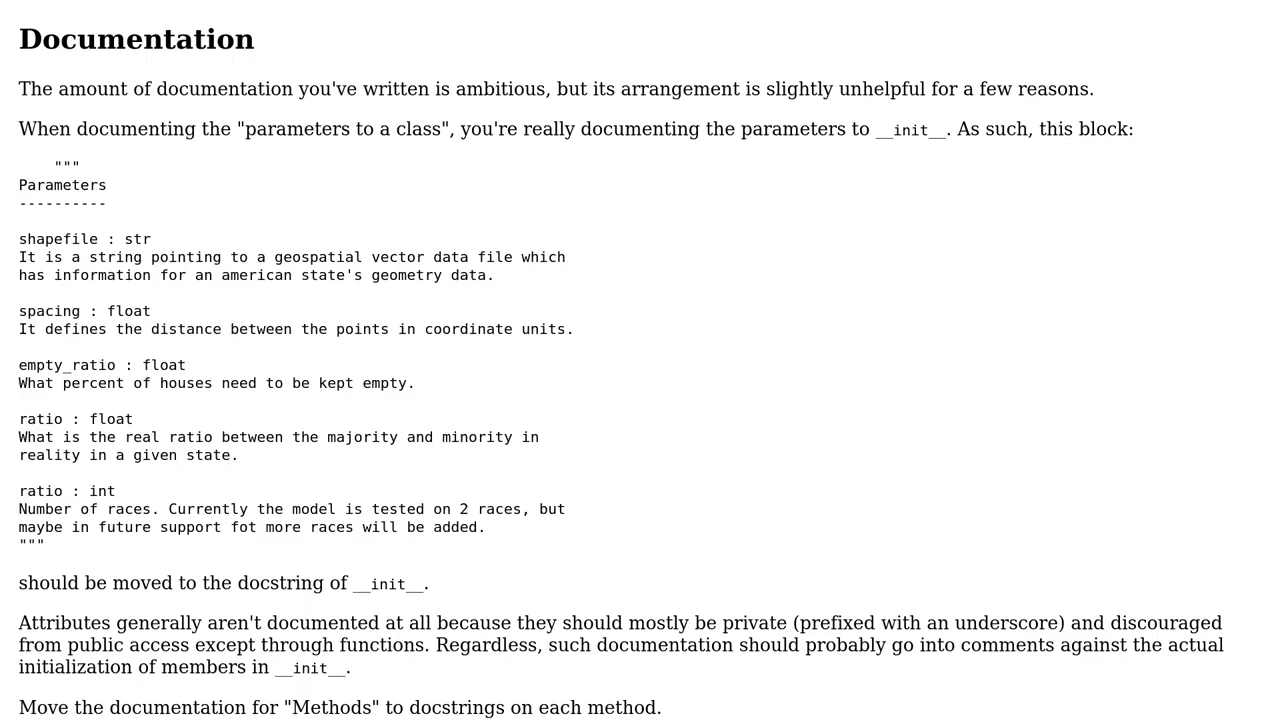 Documentation
The amount of documentation you've written is ambitious, but its arrangement is slightly unhelpful for a few reasons.
When documenting the "parameters to a class", you're really documenting the parameters to __init__. As such, this block:
"""
Parameters
----------
shapefile : str
It is a string pointing to a geospatial vector data file which
has information for an american state's geometry data.
spacing : float
It defines the distance between the points in coordinate units.
empty_ratio : float
What percent of houses need to be kept empty.
ratio : float
What is the real ratio between the majority and minority in
reality in a given state.
ratio : int
Number of races. Currently the model is tested on 2 races, but
maybe in future support fot more races will be added.
"""
should be moved to the docstring of __init__.
Attributes generally aren't documented at all because they should mostly be private (prefixed with an underscore) and discouraged
from public access except through functions. Regardless, such documentation should probably go into comments against the actual
initialization of members in __init__.
Move the documentation for "Methods" to docstrings on each method.